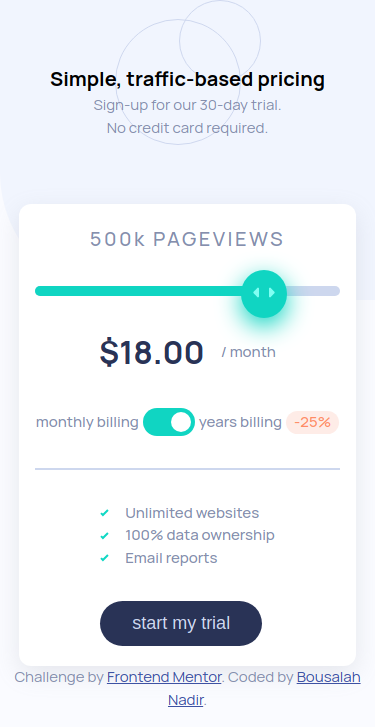 Simple, traffic-based pricing
Sign-up for our 30-day trial.
No credit card required.
500k PAGEVIEWS
$18.00 / month
monthly billing years billing -25%
Unlimited websites
100% data ownership
Email reports
start my trial
Challenge by Frontend Mentor. Coded by Bousalah
Nadir.